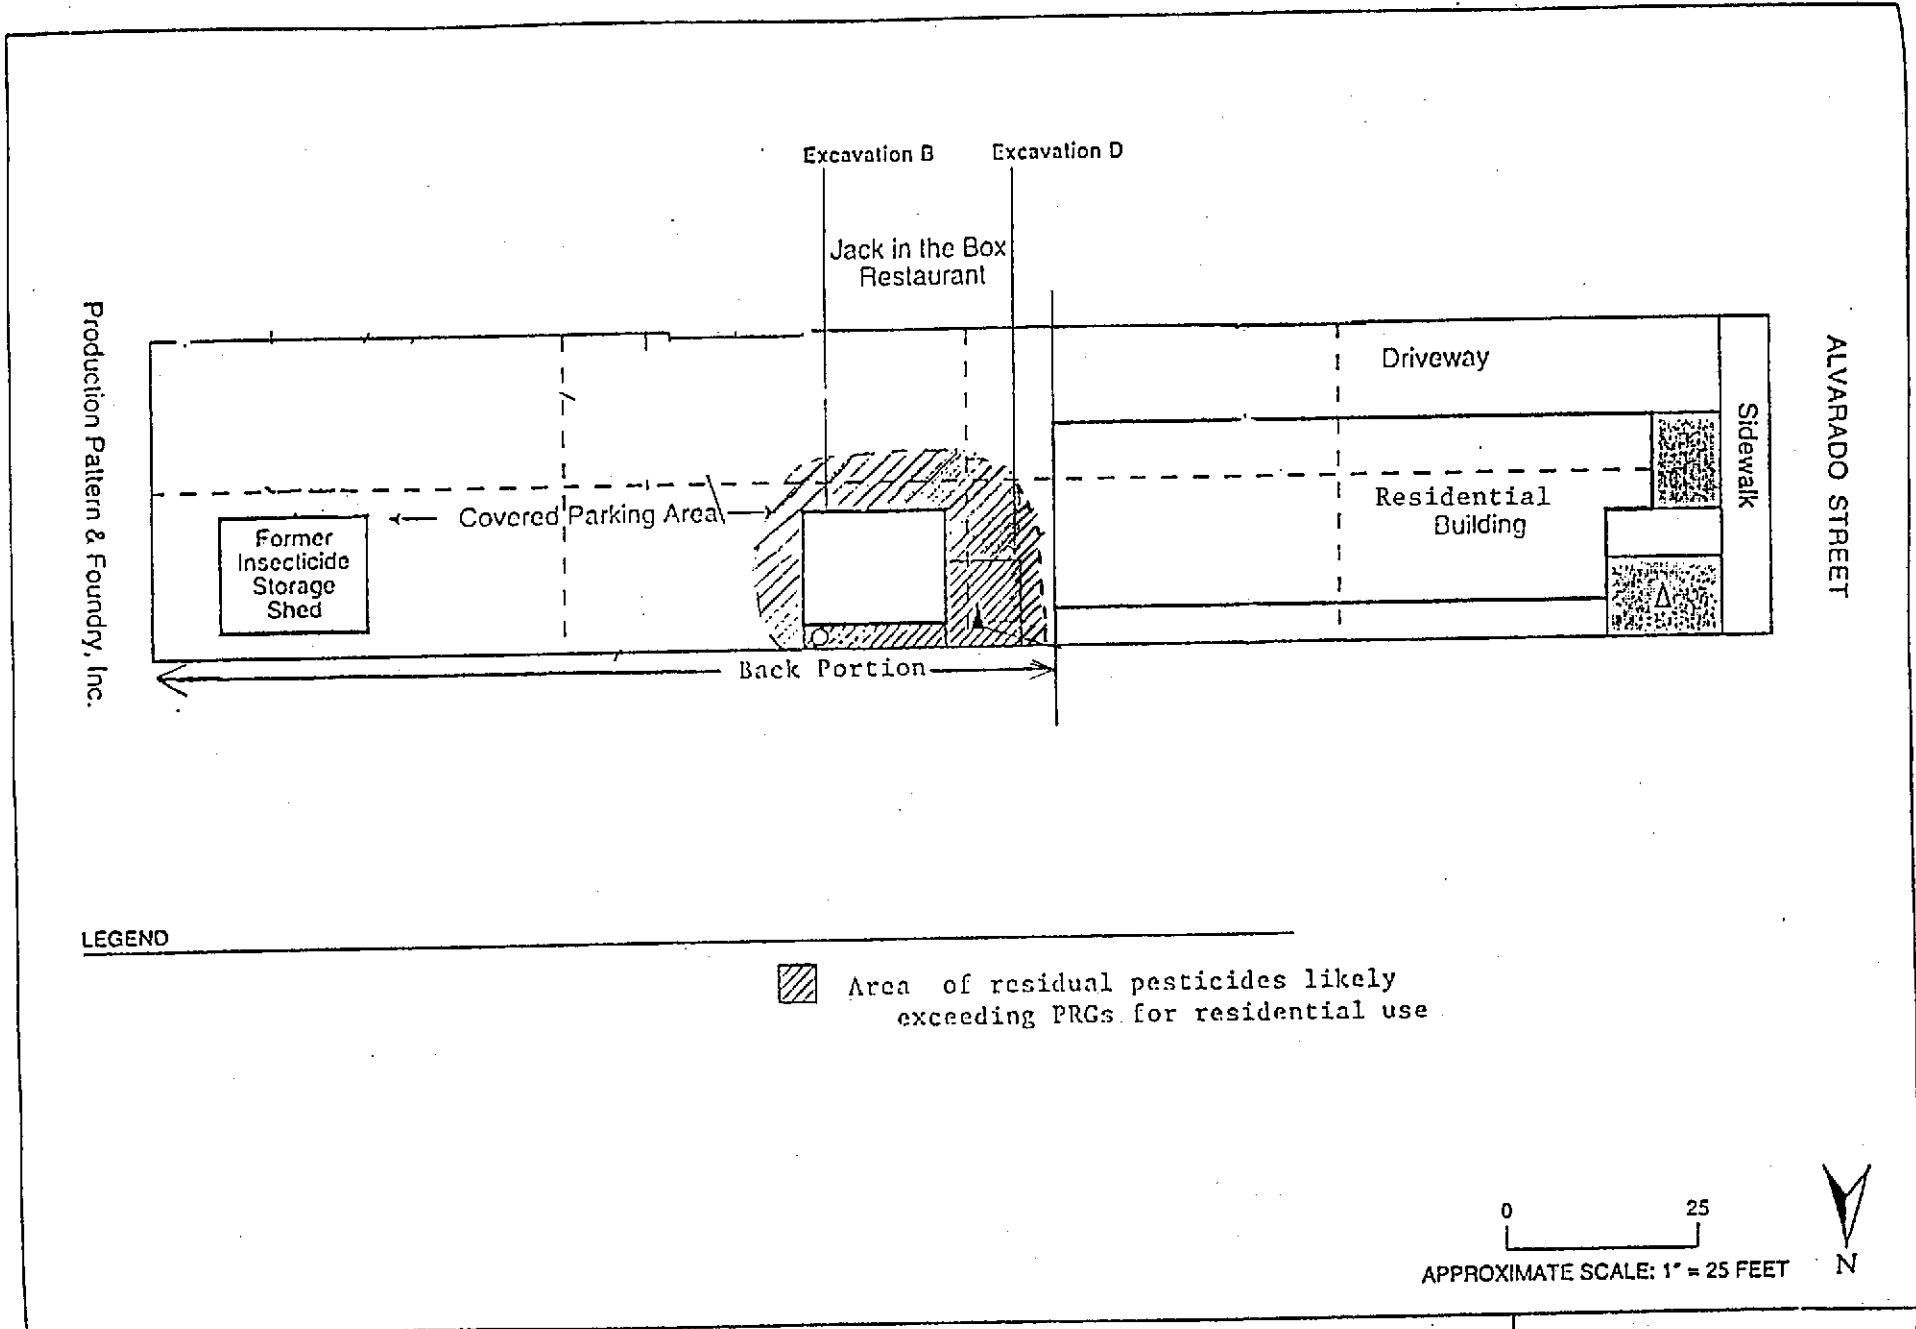 Excavation B
Excavation D
Jack in the Box
Restaurant
Production Pattern & Foundry, Inc.
Driveway
Sidewalk
ALVARADO STREET
Covered Parking Area
Residential
Building
Former
Insecticide
Storage
Shed
Back Portion
LEGEND
Area of residual pesticides likely
exceeding PRGs for residential use
0 25
APPROXIMATE SCALE: 1" = 25 FEET
N